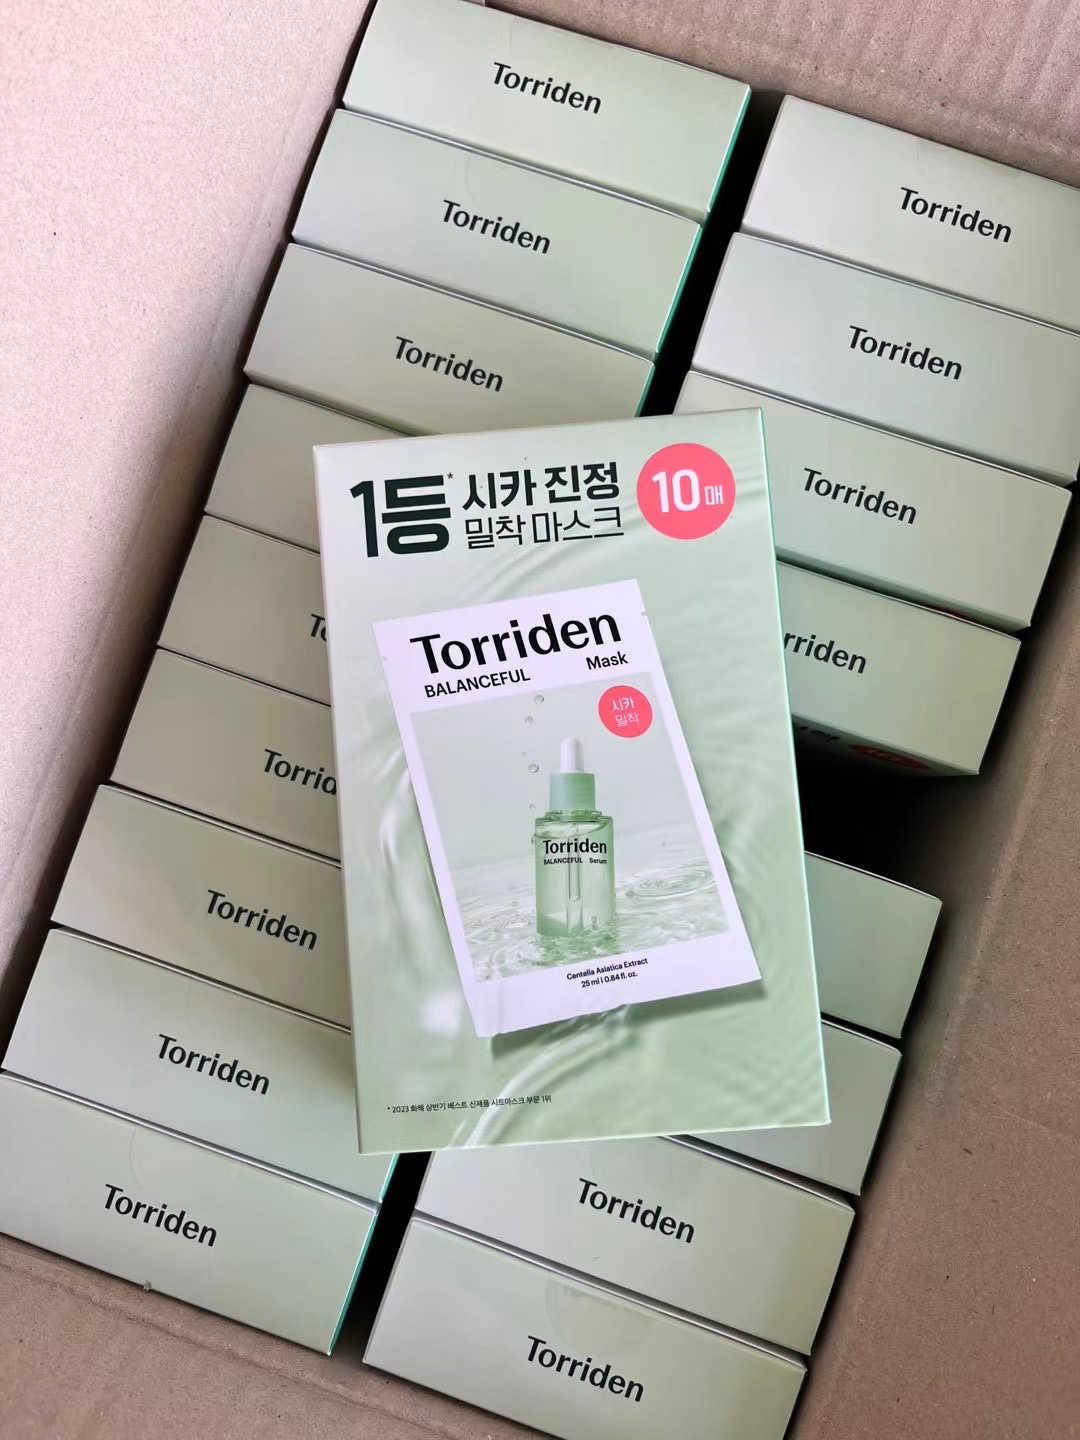 Torriden
Torriden
Torriden
Torriden
Torriden
Torriden
1등* 시카 진정
밀착 마스크
10매
Torriden
BALANCEFUL Mask
시카
밀착
Torriden
BALANCEFUL Serum
Centella Asiatica Extract
25 ml l 0.84 fl. oz.
* 2023 화해 상반기 베스트 신제품 시트마스크 부문 1위
rriden
To
Torrid
Torriden
Torriden
Torriden
Torriden
Torriden